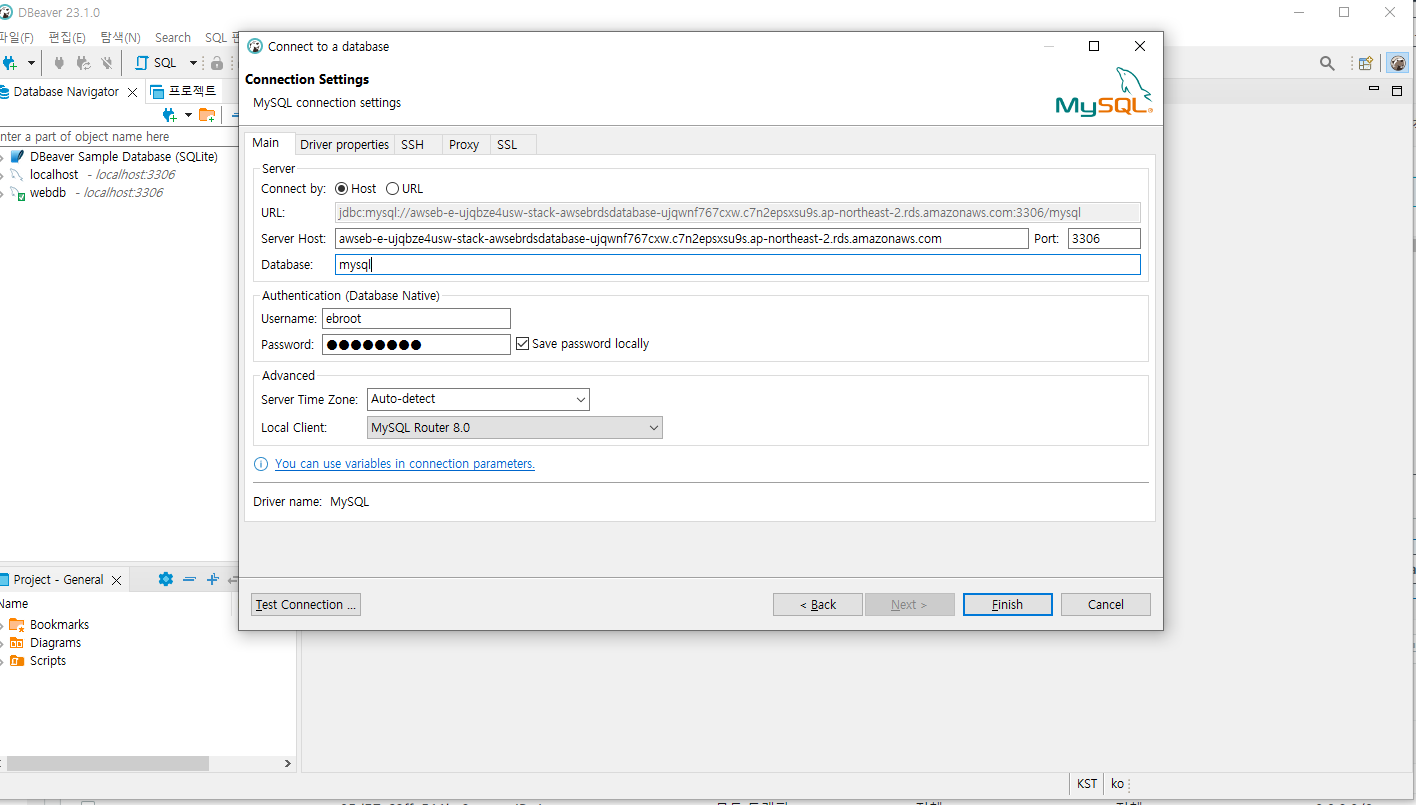 DBeaver 23.1.0
파일(F) 편집(E) 탐색(N) Search SQL
SQL
Database Navigator 프로젝트
nter a part of object name here
DBeaver Sample Database (SQLite)
localhost - localhost:3306
webdb - localhost:3306
Connect to a database
Connection Settings
MySQL connection settings
MySQL®
Main Driver properties SSH Proxy SSL
Server
Connect by: Host URL
URL: jdbc:mysql://awseb-e-ujqbze4usw-stack-awsebrdsdatabase-ujqwnf767cxw.c7n2epsxsu9s.ap-northeast-2.rds.amazonaws.com:3306/mysql
Server Host: awseb-e-ujqbze4usw-stack-awsebrdsdatabase-ujqwnf767cxw.c7n2epsxsu9s.ap-northeast-2.rds.amazonaws.com Port: 3306
Database: mysql
Authentication (Database Native)
Username: ebroot
Password: ●●●●●●●● Save password locally
Advanced
Server Time Zone: Auto-detect
Local Client: MySQL Router 8.0
You can use variables in connection parameters.
Driver name: MySQL
Test Connection ... < Back Next > Finish Cancel
Project - General
Name
Bookmarks
Diagrams
Scripts
KST ko